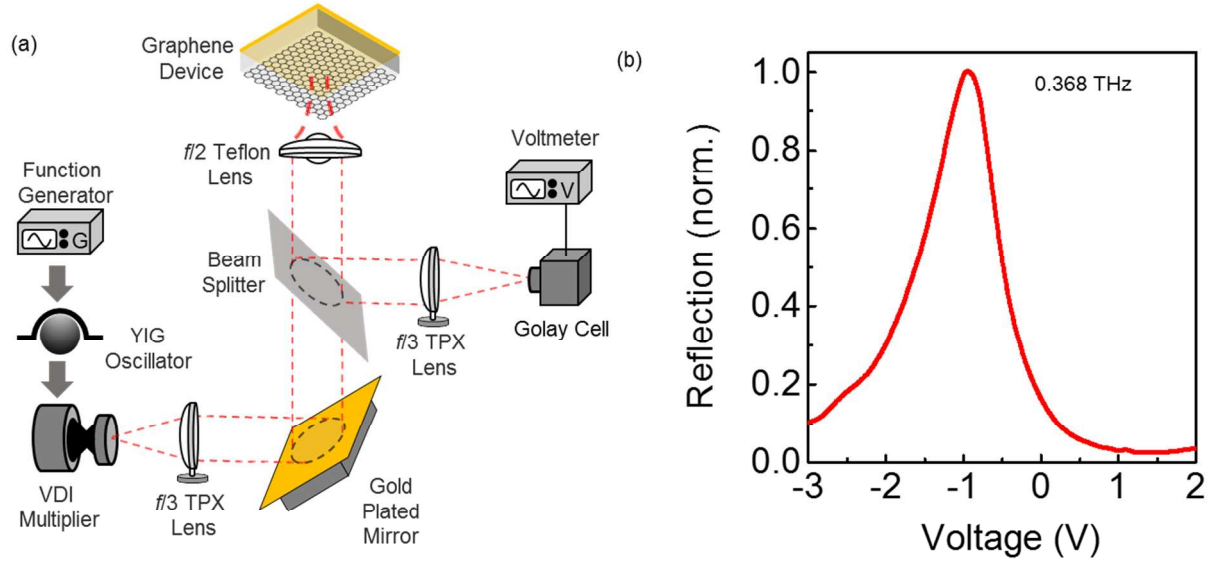 (a)
Graphene
Device
f/2 Teflon
Lens
Function
Generator
G
Voltmeter
V
Beam
Splitter
Golay Cell
f/3 TPX
Lens
YIG
Oscillator
VDI
Multiplier
f/3 TPX
Lens
Gold
Plated
Mirror
(b)
0.368 THz
Reflection (norm.)
1.0
0.8
0.6
0.4
0.2
0.0
-3 -2 -1 0 1 2
Voltage (V)